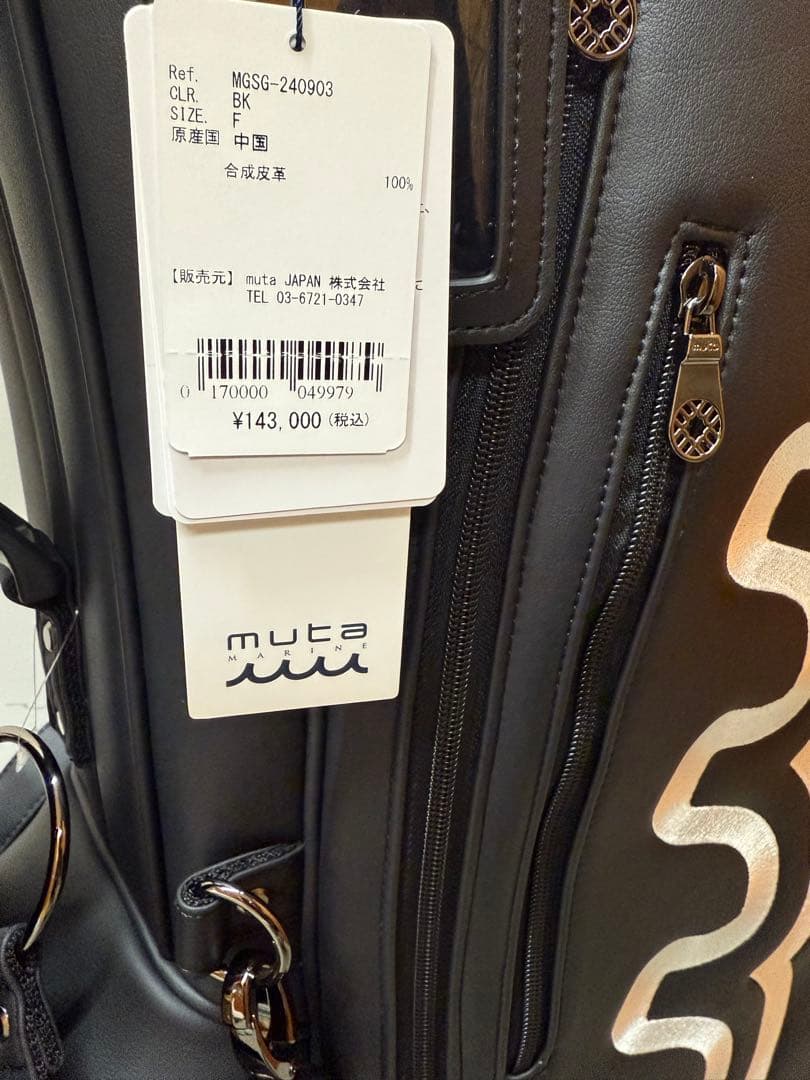 Ref. MGSG-240903
CLR. BK
SIZE. F
原産国 中国
合成皮革
100%
【販売元】 muta JAPAN 株式会社
TEL 03-6721-0347
0 170000 049979
¥143,000(税込)
muta
MARINE
muta